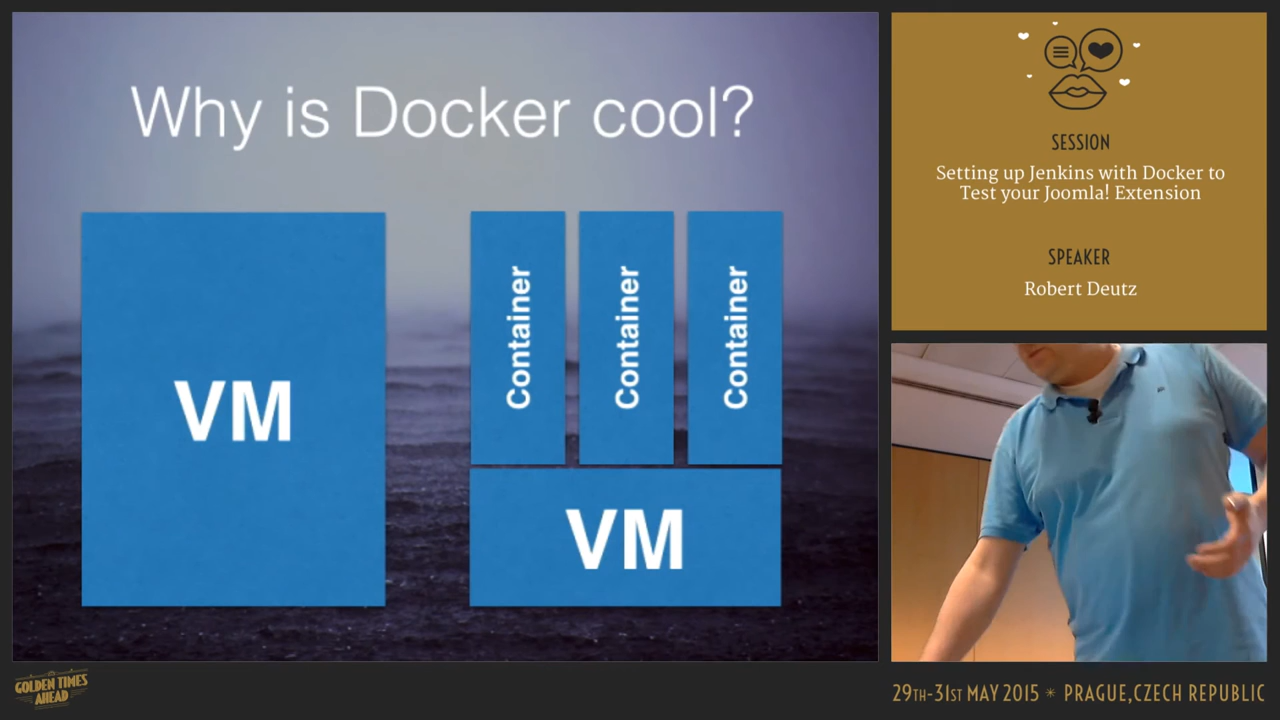 Why is Docker cool?
VM
Container
Container
Container
VM
SESSION
Setting up Jenkins with Docker to
Test your Joomla! Extension
SPEAKER
Robert Deutz
GOLDEN TIMES
AHEAD
29TH-31ST MAY 2015 * PRAGUE,CZECH REPUBLIC